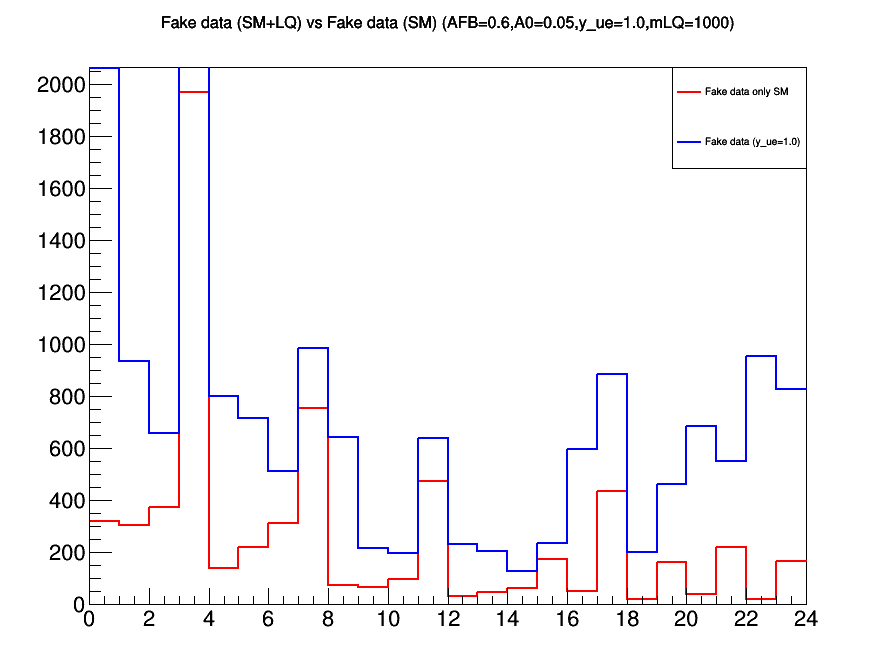 Fake data (SM+LQ) vs Fake data (SM) (AFB=0.6,A0=0.05,y_ue=1.0,mLQ=1000)
Fake data only SM
Fake data (y_ue=1.0)
2000
1800
1600
1400
1200
1000
800
600
400
200
0
0 2 4 6 8 10 12 14 16 18 20 22 24